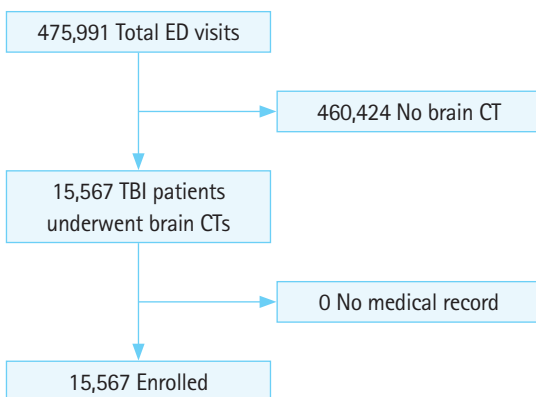 475,991 Total ED visits
460,424 No brain CT
15,567 TBI patients
underwent brain CTs
0 No medical record
15,567 Enrolled